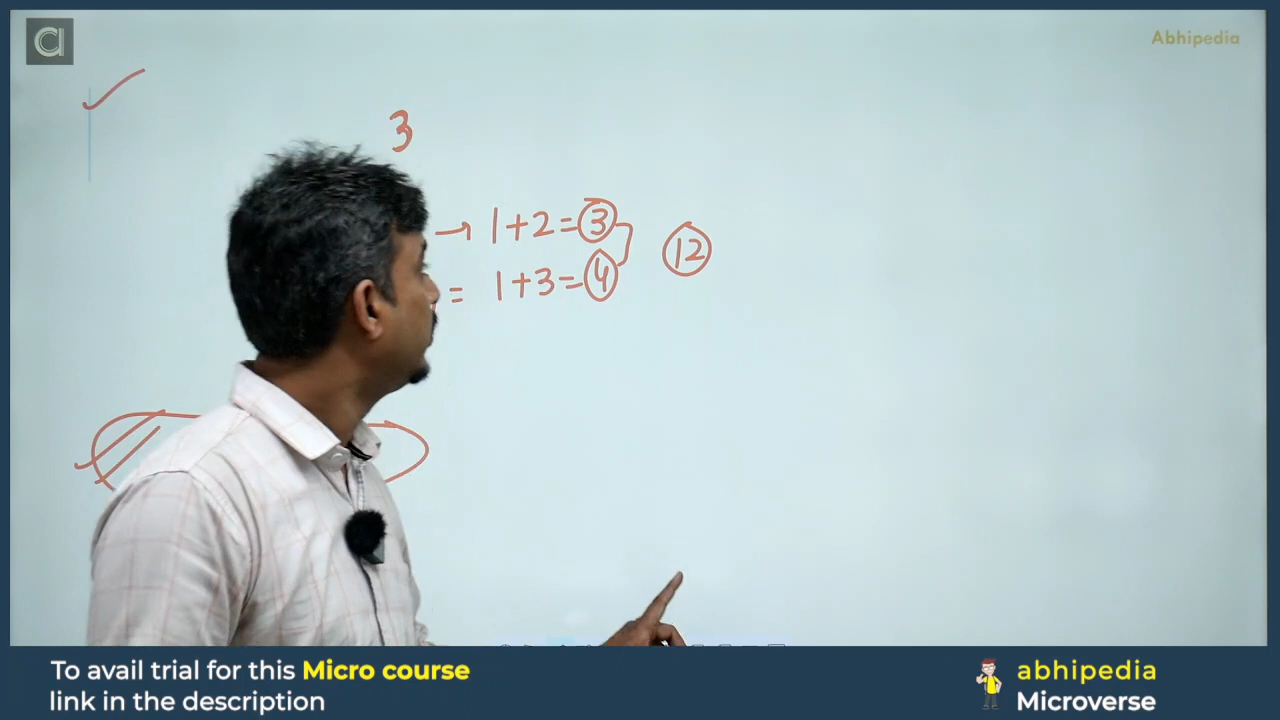 a
Abhipedia
3
→ 1+2=3
12
= 1+3=4
To avail trial for this Micro course
link in the description
abhipedia
Microverse